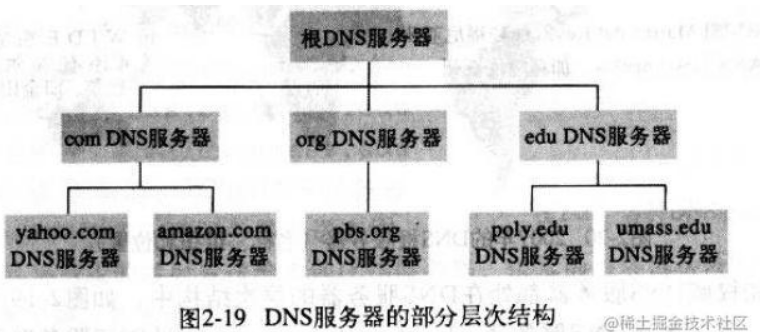 根DNS服务器
com DNS服务器
org DNS服务器
edu DNS服务器
yahoo.com
DNS服务器
amazon.com
DNS服务器
pbs.org
DNS服务器
poly.edu
DNS服务器
umass.edu
DNS服务器
图2-19 DNS服务器的部分层次结构
@稀土掘金技术社区